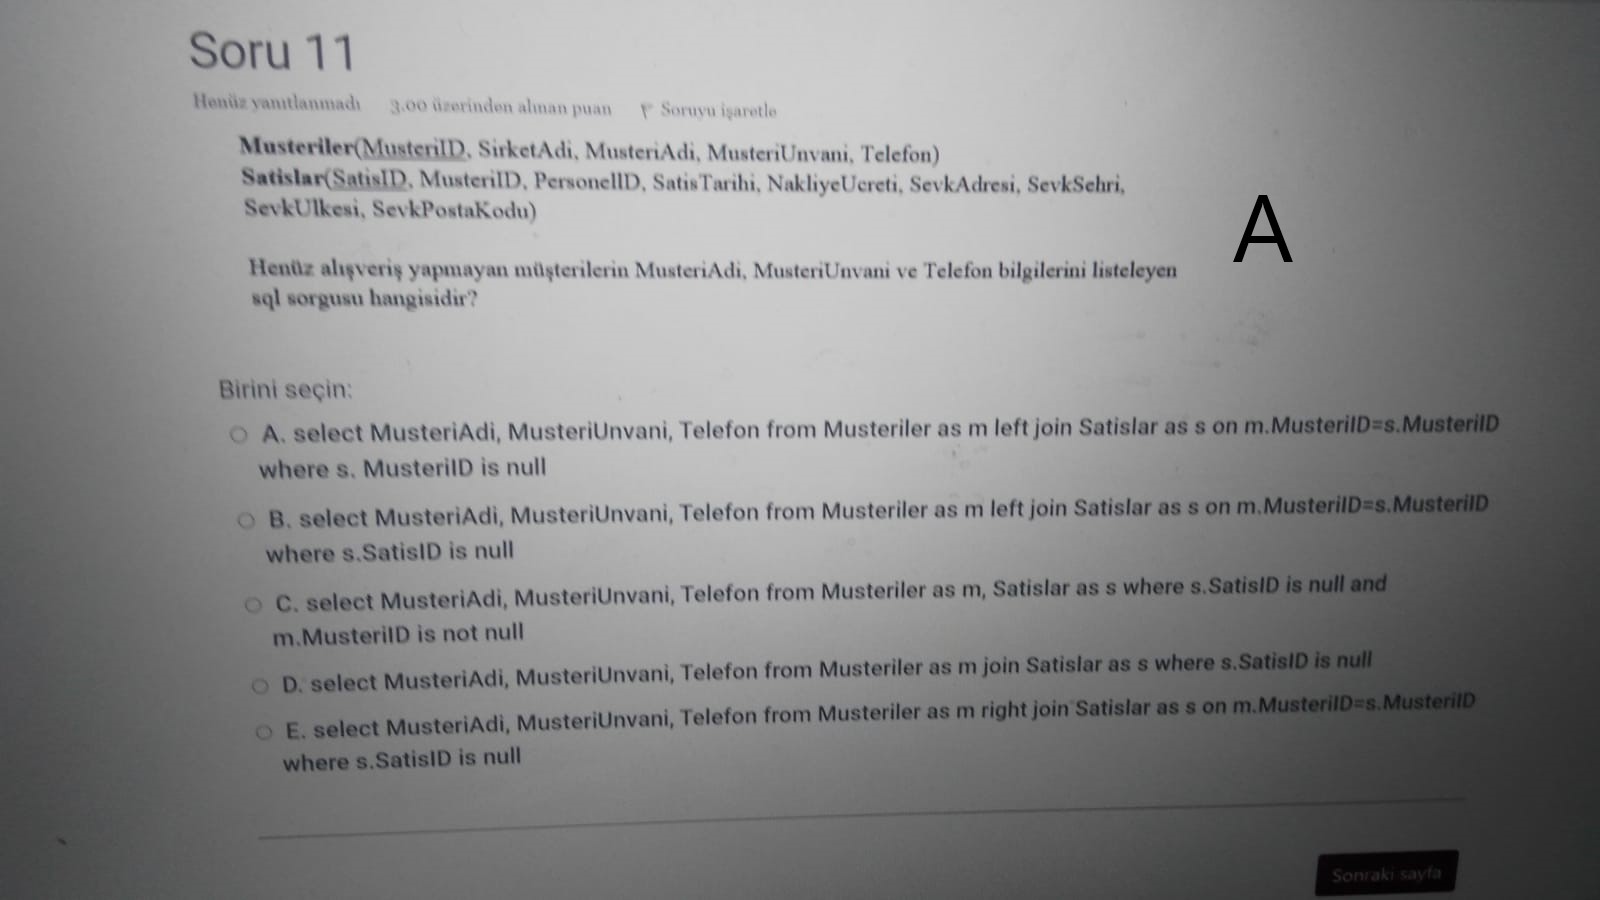 Soru 11
Henüz yanıtlanmadı 3.00 üzerinden alınan puan Soruyu işaretle
Musteriler(MusteriID, SirketAdi, MusteriAdi, MusteriUnvani, Telefon)
Satislar(SatisID, MusteriID, PersonelID, SatisTarihi, NakliyeUcreti, SevkAdresi, SevkSehri,
SevkUlkesi, SevkPostaKodu)
A
Henüz alışveriş yapmayan müşterilerin MusteriAdi, MusteriUnvani ve Telefon bilgilerini listeleyen
sql sorgusu hangisidir?
Birini seçin:
A. select MusteriAdi, MusteriUnvani, Telefon from Musteriler as m left join Satislar as s on m.MusteriID=s.MusteriID
where s. MusteriID is null
B. select MusteriAdi, MusteriUnvani, Telefon from Musteriler as m left join Satislar as s on m.MusteriID=s.MusteriID
where s.SatisID is null
C. select MusteriAdi, MusteriUnvani, Telefon from Musteriler as m, Satislar as s where s.SatisID is null and
m.MusteriID is not null
D. select MusteriAdi, MusteriUnvani, Telefon from Musteriler as m join Satislar as s where s.SatisID is null
E. select MusteriAdi, MusteriUnvani, Telefon from Musteriler as m right join Satislar as s on m.MusteriID=s.MusteriID
where s.SatisID is null
Sonraki sayfa